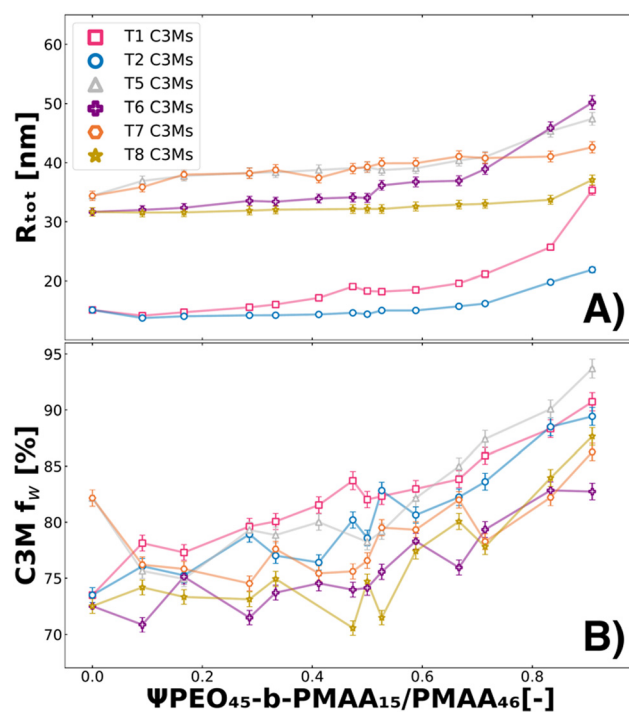 60
50
40
30
20
Rtot [nm]
T1 C3Ms
T2 C3Ms
T5 C3Ms
T6 C3Ms
T7 C3Ms
T8 C3Ms
A)
95
90
85
80
75
70
C3M fw [%]
B)
0.0 0.2 0.4 0.6 0.8
ΨPEO₄₅-b-PMAA₁₅/PMAA₄₆[-]